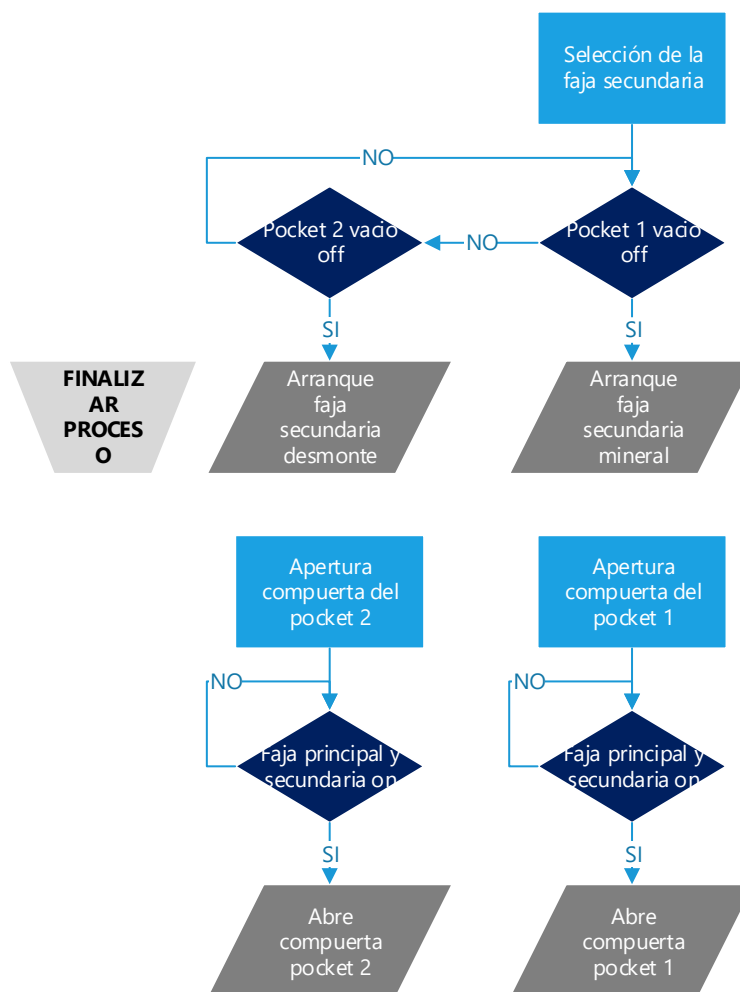 Selección de la
faja secundaria
NO
Pocket 2 vacio
off
NO
Pocket 1 vacio
off
SI
SI
FINALIZ
AR
PROCES
O
Arranque
faja
secundaria
desmonte
Arranque
faja
secundaria
mineral
Apertura
compuerta del
pocket 2
Apertura
compuerta del
pocket 1
NO
NO
Faja principal y
secundaria on
Faja principal y
secundaria on
SI
SI
Abre
compuerta
pocket 2
Abre
compuerta
pocket 1